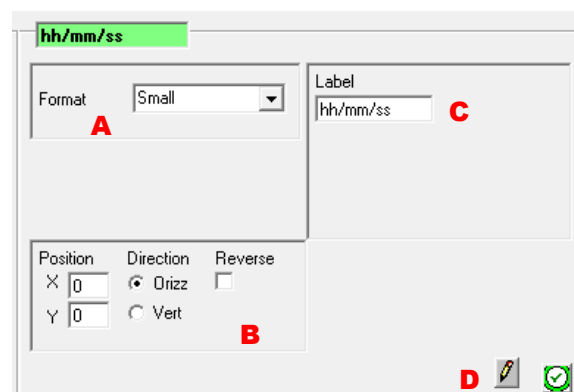 hh/mm/ss
Format
Small
A
Label
hh/mm/ss
C
Position Direction Reverse
X 0 Orizz
Y 0 Vert
B
D